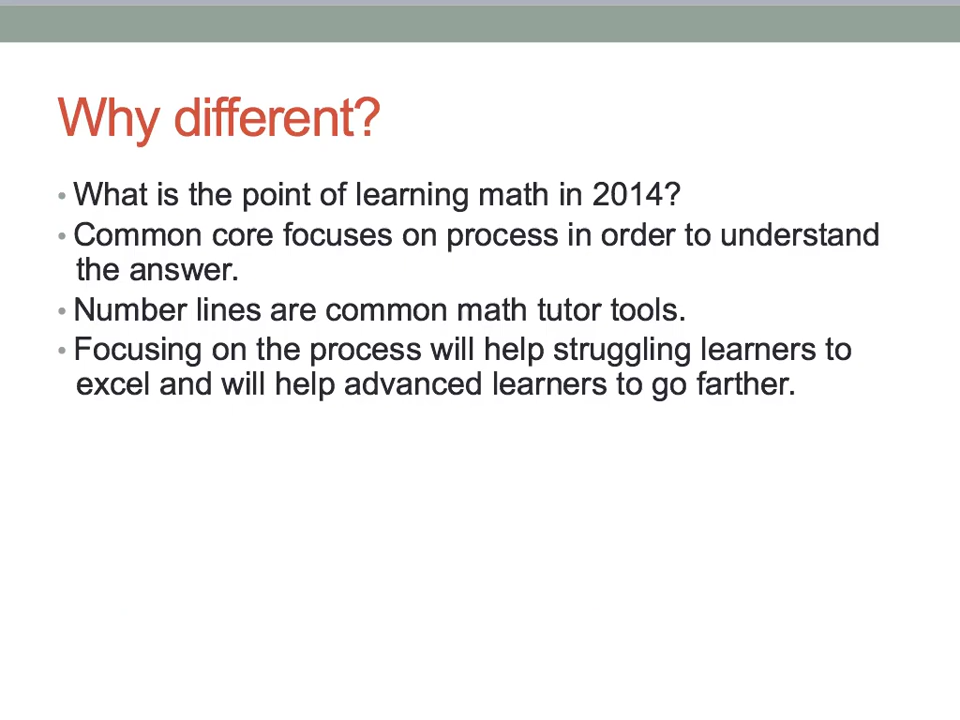 Why different?
• What is the point of learning math in 2014?
• Common core focuses on process in order to understand
the answer.
• Number lines are common math tutor tools.
• Focusing on the process will help struggling learners to
excel and will help advanced learners to go farther.